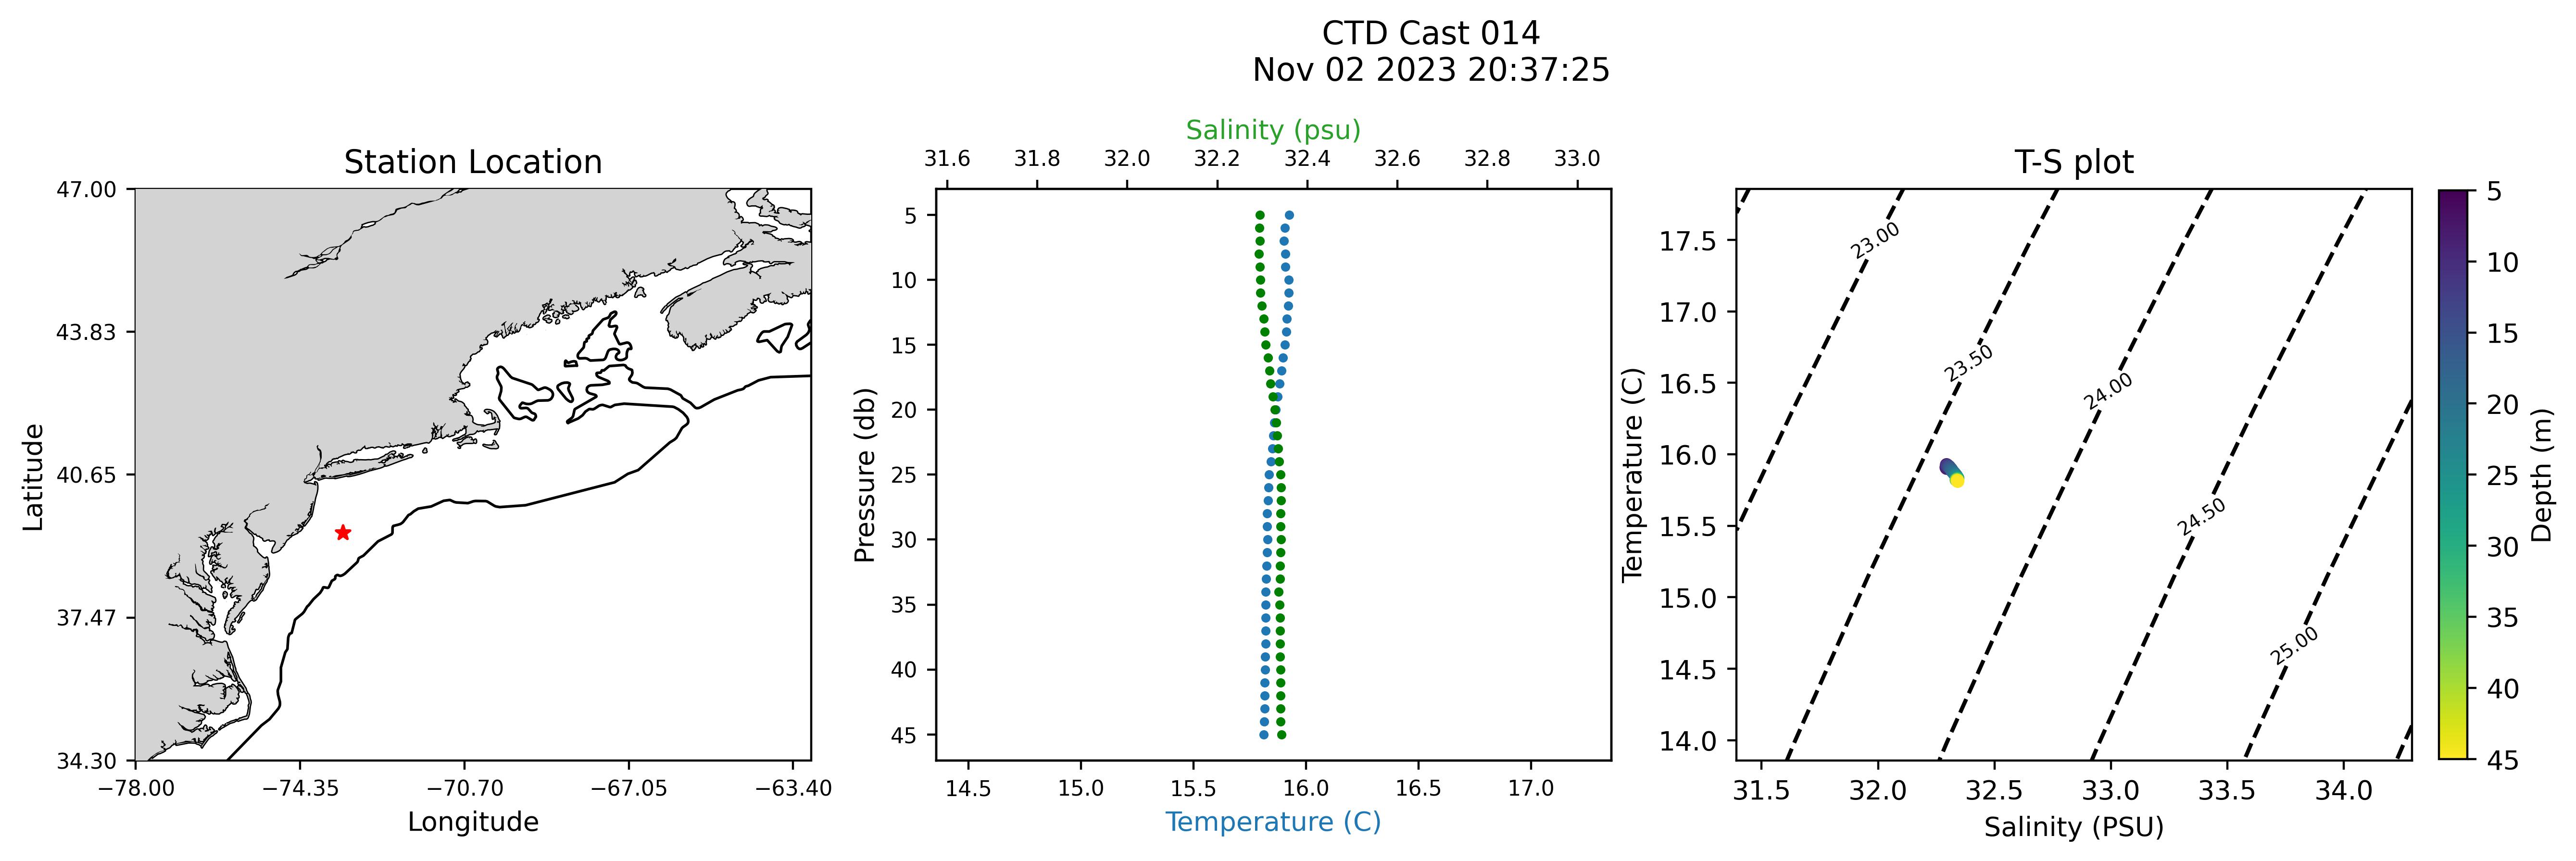 CTD Cast 014
Nov 02 2023 20:37:25
Station Location
47.00
43.83
40.65
37.47
34.30
Latitude
−78.00 −74.35 −70.70 −67.05 −63.40
Longitude
Salinity (psu)
31.6 31.8 32.0 32.2 32.4 32.6 32.8 33.0
5
10
15
20
25
30
35
40
45
Pressure (db)
14.5 15.0 15.5 16.0 16.5 17.0
Temperature (C)
T-S plot
17.5
17.0
16.5
16.0
15.5
15.0
14.5
14.0
Temperature (C)
23.00
23.50
24.00
24.50
25.00
31.5 32.0 32.5 33.0 33.5 34.0
Salinity (PSU)
5
10
15
20
25
30
35
40
45
Depth (m)